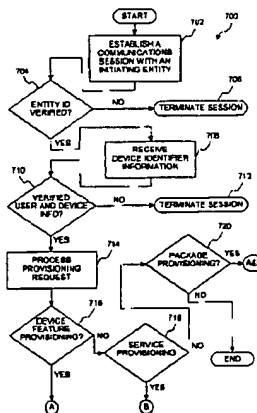 START
702
700
ESTABLISH A
COMMUNICATIONS
SESSION WITH AN
INITIATING ENTITY
704
ENTITY ID
VERIFIED?
NO
706
TERMINATE SESSION
YES
708
RECEIVE
DEVICE IDENTIFIER
INFORMATION
710
VERIFIED
USER AND DEVICE
INFO?
NO
712
TERMINATE SESSION
YES
714
PROCESS
PROVISIONING
REQUEST
720
PACKAGE
PROVISIONING?
YES
716
DEVICE
FEATURE
PROVISIONING?
NO
718
SERVICE
PROVISIONING
NO
NO
END
YES
YES
A
B